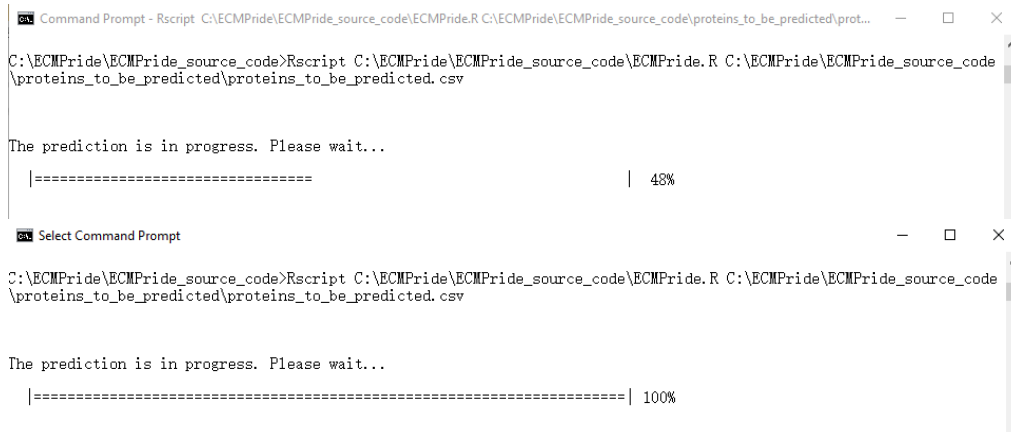 Command Prompt - Rscript C:\ECMPride\ECMPride_source_code\ECMPride.R C:\ECMPride\ECMPride_source_code\proteins_to_be_predicted\prot...
C:\ECMPride\ECMPride_source_code>Rscript C:\ECMPride\ECMPride_source_code\ECMPride.R C:\ECMPride\ECMPride_source_code
\proteins_to_be_predicted\proteins_to_be_predicted.csv
The prediction is in progress. Please wait...
|=================================                                     |  48%
Select Command Prompt
C:\ECMPride\ECMPride_source_code>Rscript C:\ECMPride\ECMPride_source_code\ECMPride.R C:\ECMPride\ECMPride_source_code
\proteins_to_be_predicted\proteins_to_be_predicted.csv
The prediction is in progress. Please wait...
|======================================================================| 100%